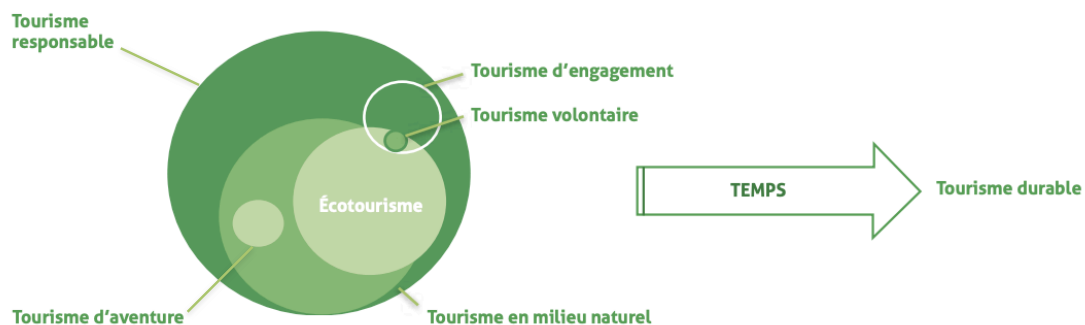 Tourisme
responsable
Tourisme d’engagement
Tourisme volontaire
Écotourisme
TEMPS
Tourisme durable
Tourisme d’aventure
Tourisme en milieu naturel